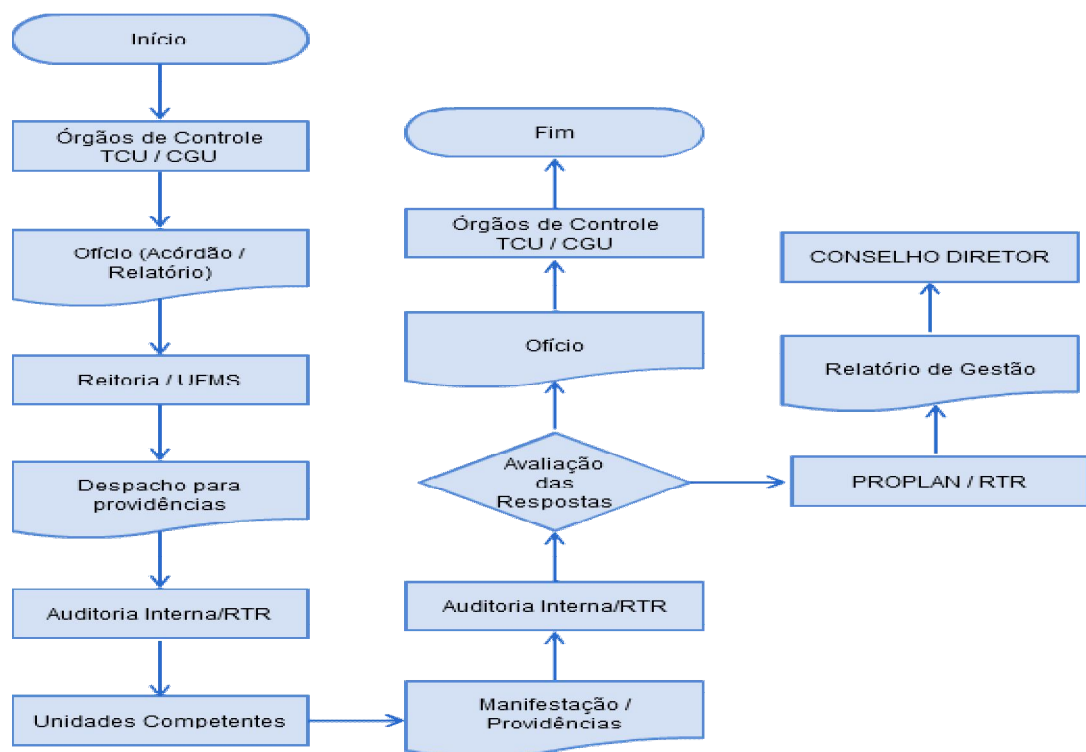 Início
Órgãos de Controle
TCU / CGU
Ofício (Acórdão /
Relatório)
Reitoria / UFMS
Despacho para
providências
Auditoria Interna/RTR
Unidades Competentes
Manifestação /
Providências
Auditoria Interna/RTR
Avaliação
das
Respostas
Ofício
Órgãos de Controle
TCU / CGU
Fim
PROPLAN / RTR
Relatório de Gestão
CONSELHO DIRETOR